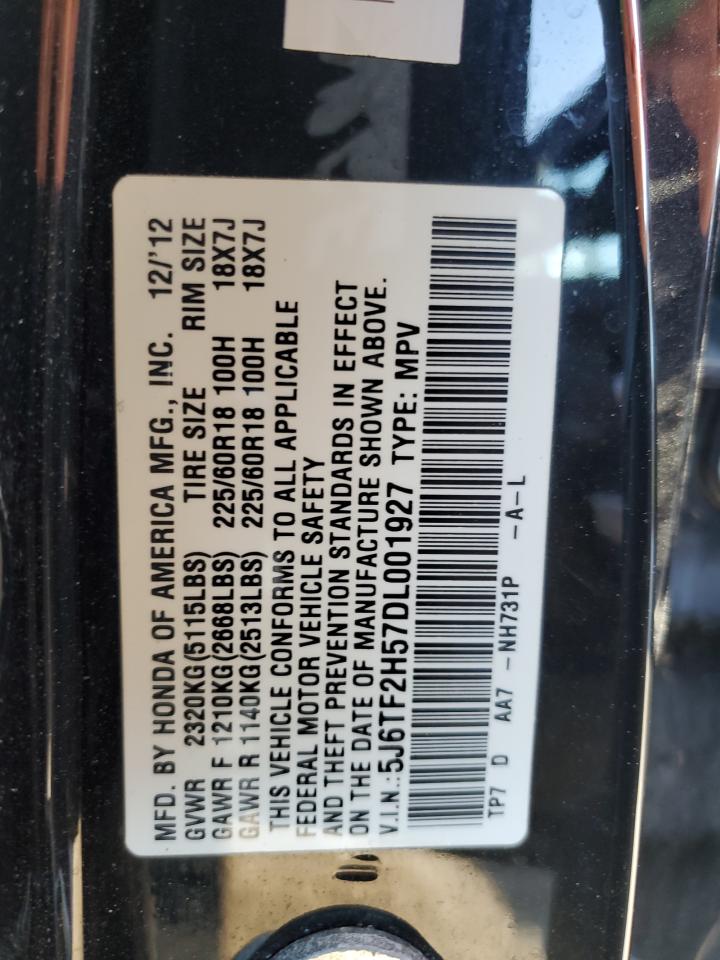 MFD. BY HONDA OF AMERICA MFG., INC. 12/'12
GVWR 2320KG(5115LBS) TIRE SIZE RIM SIZE
GAWR F 1210KG(2668LBS) 225/60R18 100H 18X7J
GAWR R 1140KG(2513LBS) 225/60R18 100H 18X7J
THIS VEHICLE CONFORMS TO ALL APPLICABLE
FEDERAL MOTOR VEHICLE SAFETY
AND THEFT PREVENTION STANDARDS IN EFFECT
ON THE DATE OF MANUFACTURE SHOWN ABOVE.
V.I.N.:5J6TF2H57DL001927 TYPE: MPV
TP7 D AA7 -NH731P -A-L